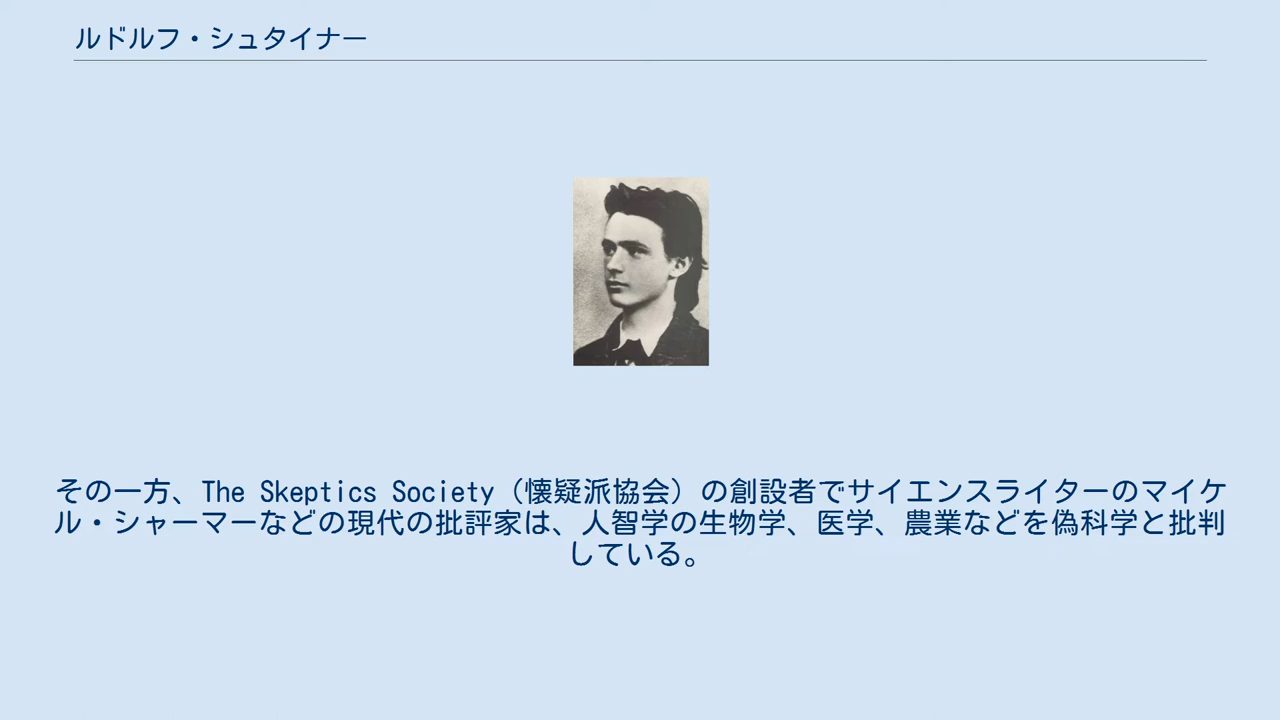 ルドルフ・シュタイナー
その一方、The Skeptics Society（懐疑派協会）の創設者でサイエンスライターのマイケ
ル・シャーマーなどの現代の批評家は、人智学の生物学、医学、農業などを偽科学と批判
している。